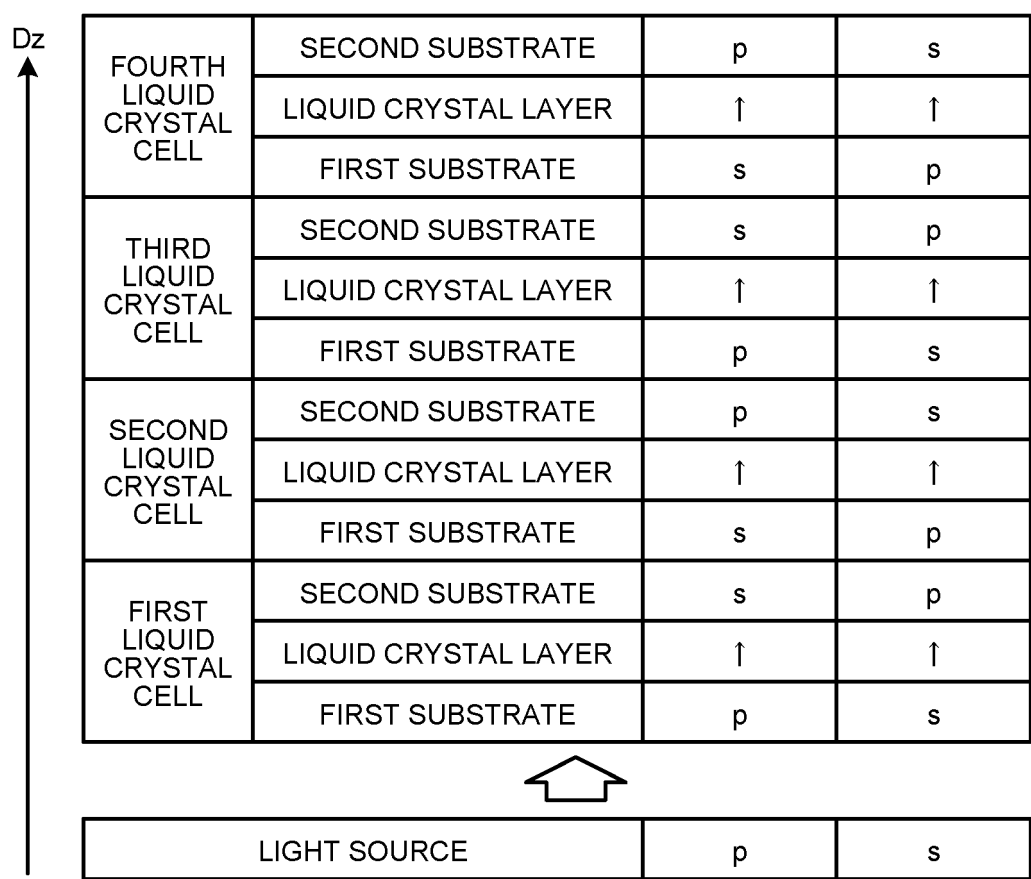 Dz
FOURTH
LIQUID
CRYSTAL
CELL
SECOND SUBSTRATE p s
LIQUID CRYSTAL LAYER ↑ ↑
FIRST SUBSTRATE s p
THIRD
LIQUID
CRYSTAL
CELL
SECOND SUBSTRATE s p
LIQUID CRYSTAL LAYER ↑ ↑
FIRST SUBSTRATE p s
SECOND
LIQUID
CRYSTAL
CELL
SECOND SUBSTRATE p s
LIQUID CRYSTAL LAYER ↑ ↑
FIRST SUBSTRATE s p
FIRST
LIQUID
CRYSTAL
CELL
SECOND SUBSTRATE s p
LIQUID CRYSTAL LAYER ↑ ↑
FIRST SUBSTRATE p s
LIGHT SOURCE p s